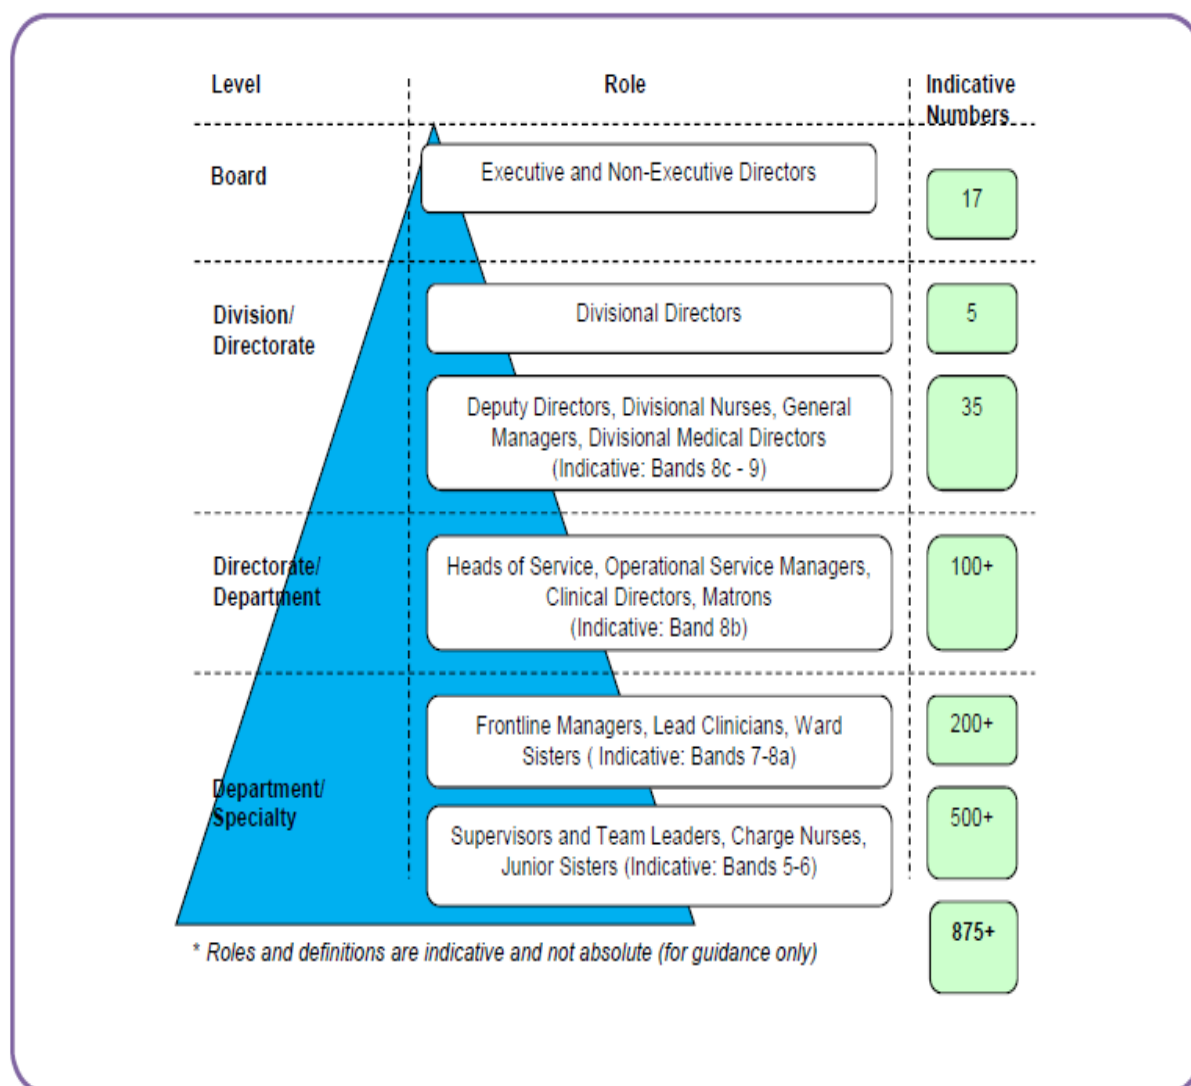 Level
Role
Indicative
Numbers
Board
Executive and Non-Executive Directors
17
Division/
Directorate
Divisional Directors
5
Deputy Directors, Divisional Nurses, General
Managers, Divisional Medical Directors
(Indicative: Bands 8c - 9)
35
Directorate/
Department
Heads of Service, Operational Service Managers,
Clinical Directors, Matrons
(Indicative: Band 8b)
100+
Department/
Specialty
Frontline Managers, Lead Clinicians, Ward
Sisters ( Indicative: Bands 7-8a)
200+
Supervisors and Team Leaders, Charge Nurses,
Junior Sisters (Indicative: Bands 5-6)
500+
875+
* Roles and definitions are indicative and not absolute (for guidance only)